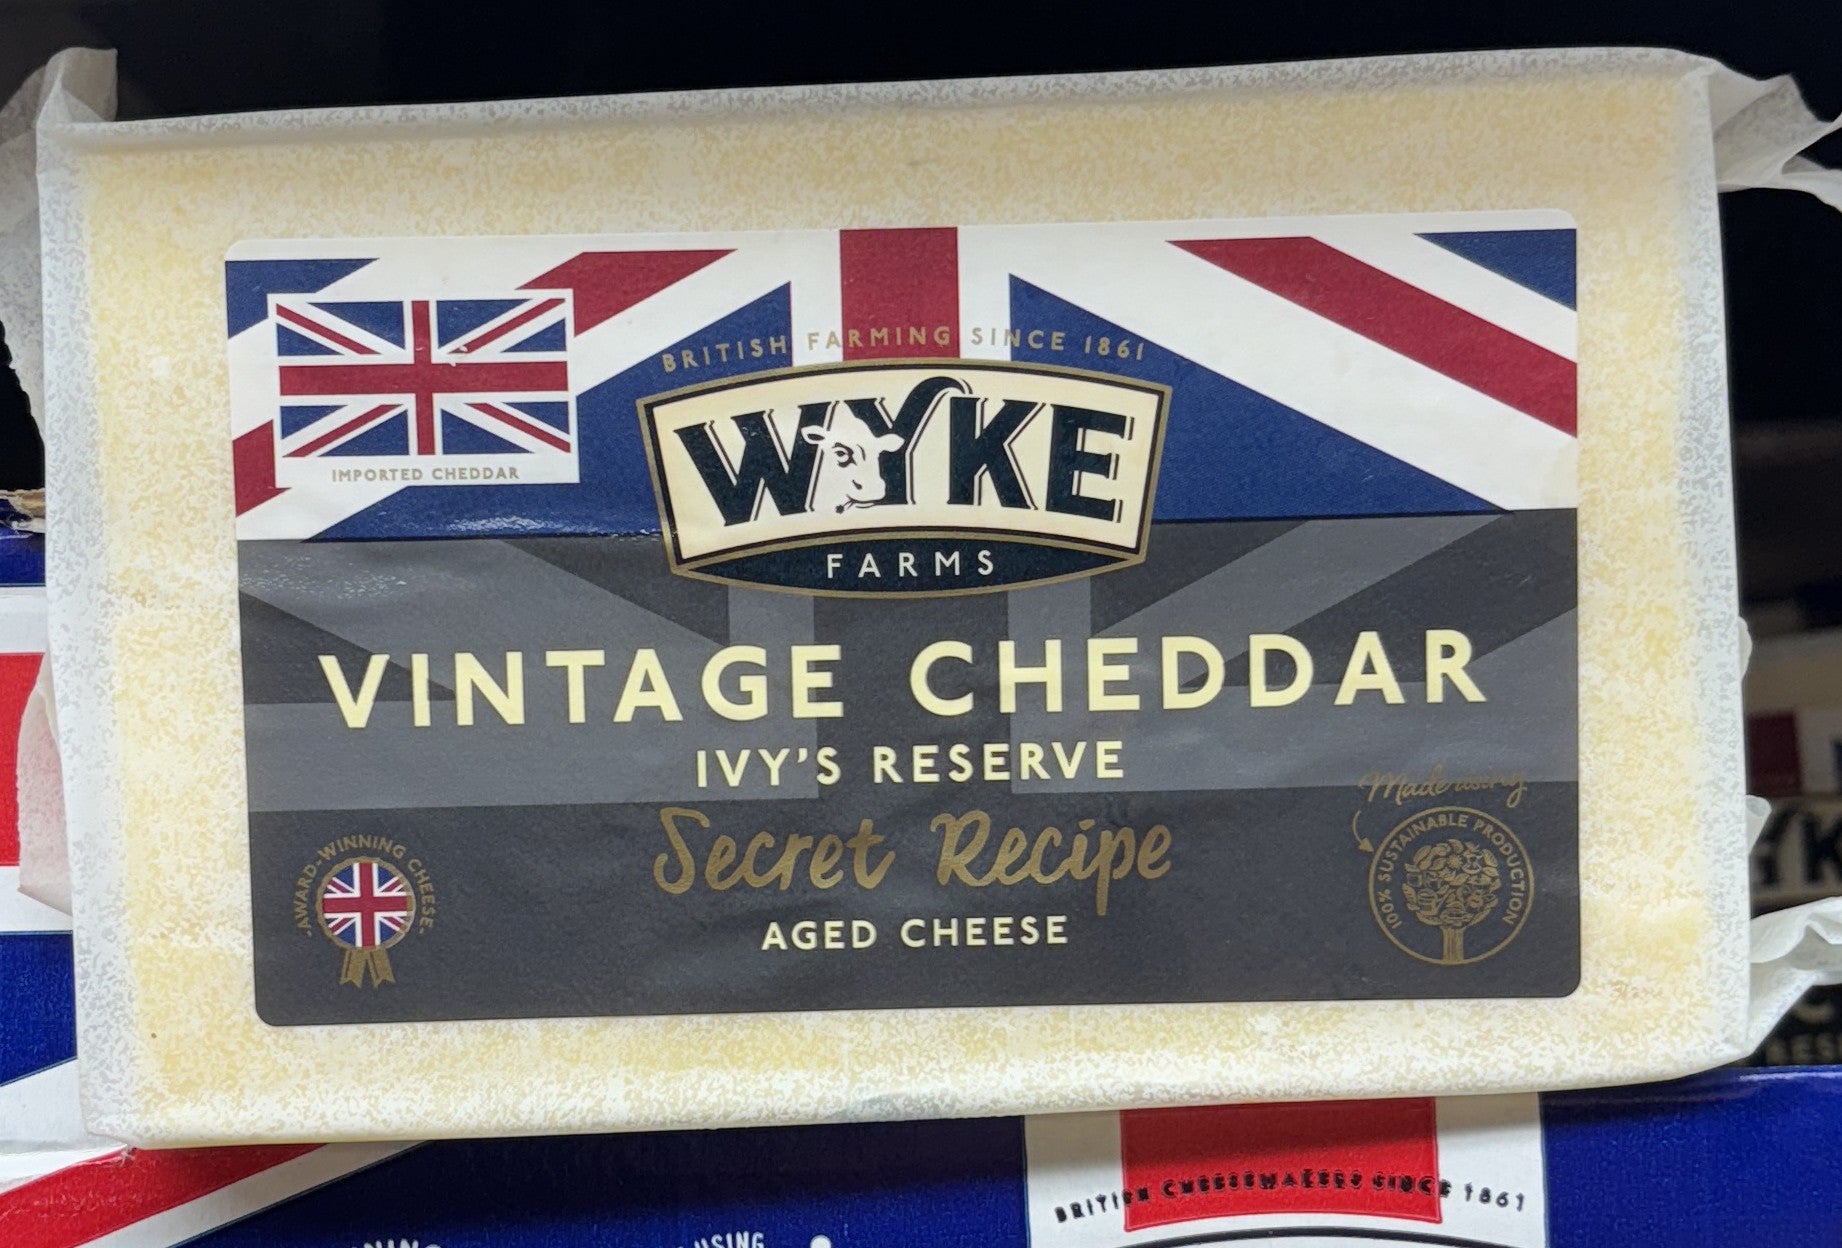 BRITISH FARMING SINCE 1861
WYKE
FARMS
IMPORTED CHEDDAR
VINTAGE CHEDDAR
IVY'S RESERVE
Secret Recipe
AGED CHEESE
·AWARD-WINNING CHEESE·
Made using
100% SUSTAINABLE PRODUCTION
BRITISH CHEESEMAKERS SINCE 1861
USING